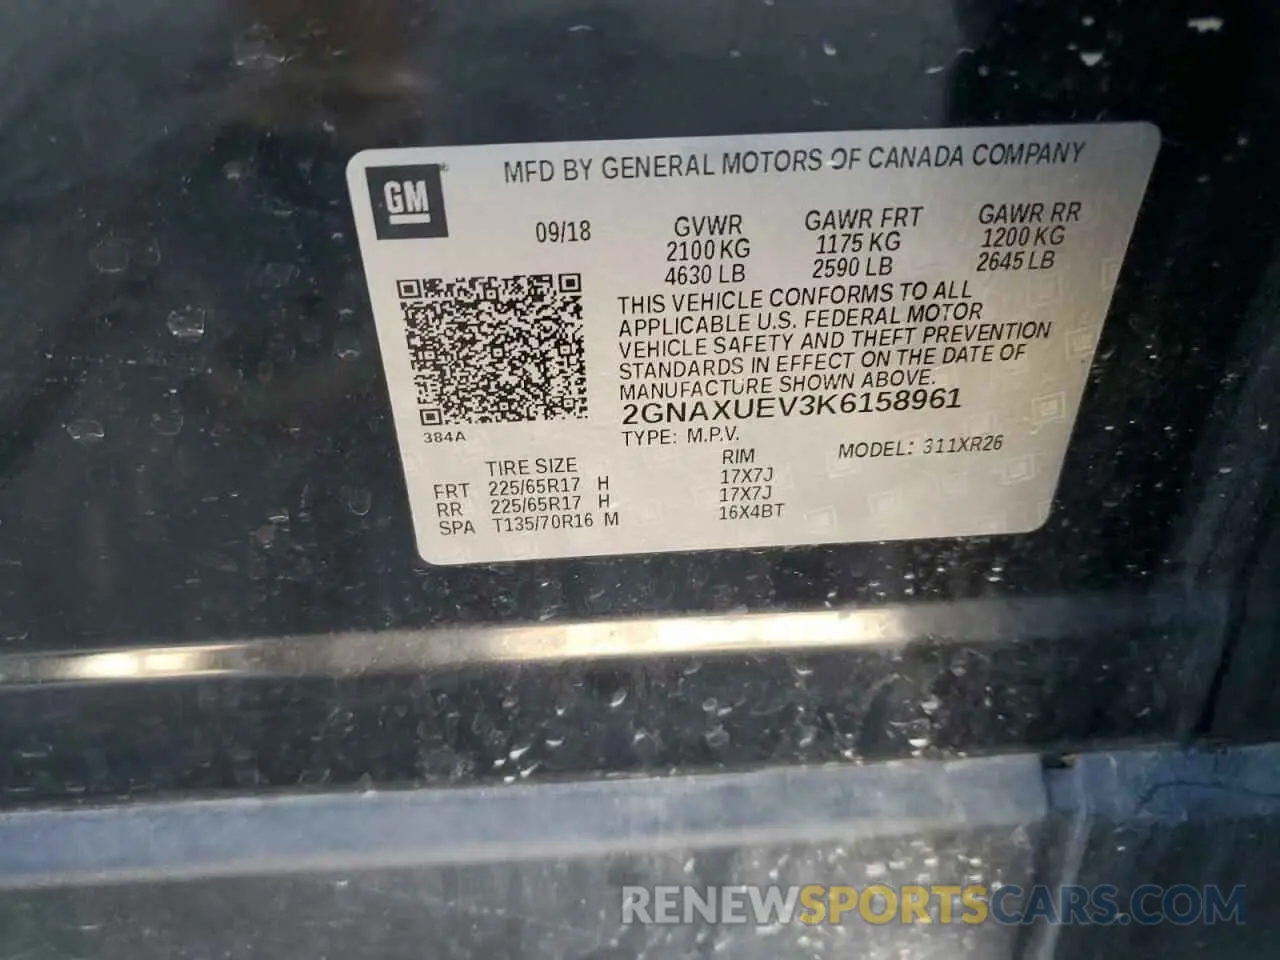 GM ®
MFD BY GENERAL MOTORS OF CANADA COMPANY
09/18 GVWR GAWR FRT GAWR RR
2100 KG 1175 KG 1200 KG
4630 LB 2590 LB 2645 LB
THIS VEHICLE CONFORMS TO ALL
APPLICABLE U.S. FEDERAL MOTOR
VEHICLE SAFETY AND THEFT PREVENTION
STANDARDS IN EFFECT ON THE DATE OF
MANUFACTURE SHOWN ABOVE.
2GNAXUEV3K6158961
384A
TYPE: M.P.V. MODEL: 311XR26
TIRE SIZE RIM
FRT 225/65R17 H 17X7J
RR 225/65R17 H 17X7J
SPA T135/70R16 M 16X4BT
RENEWSPORTSCARS.COM